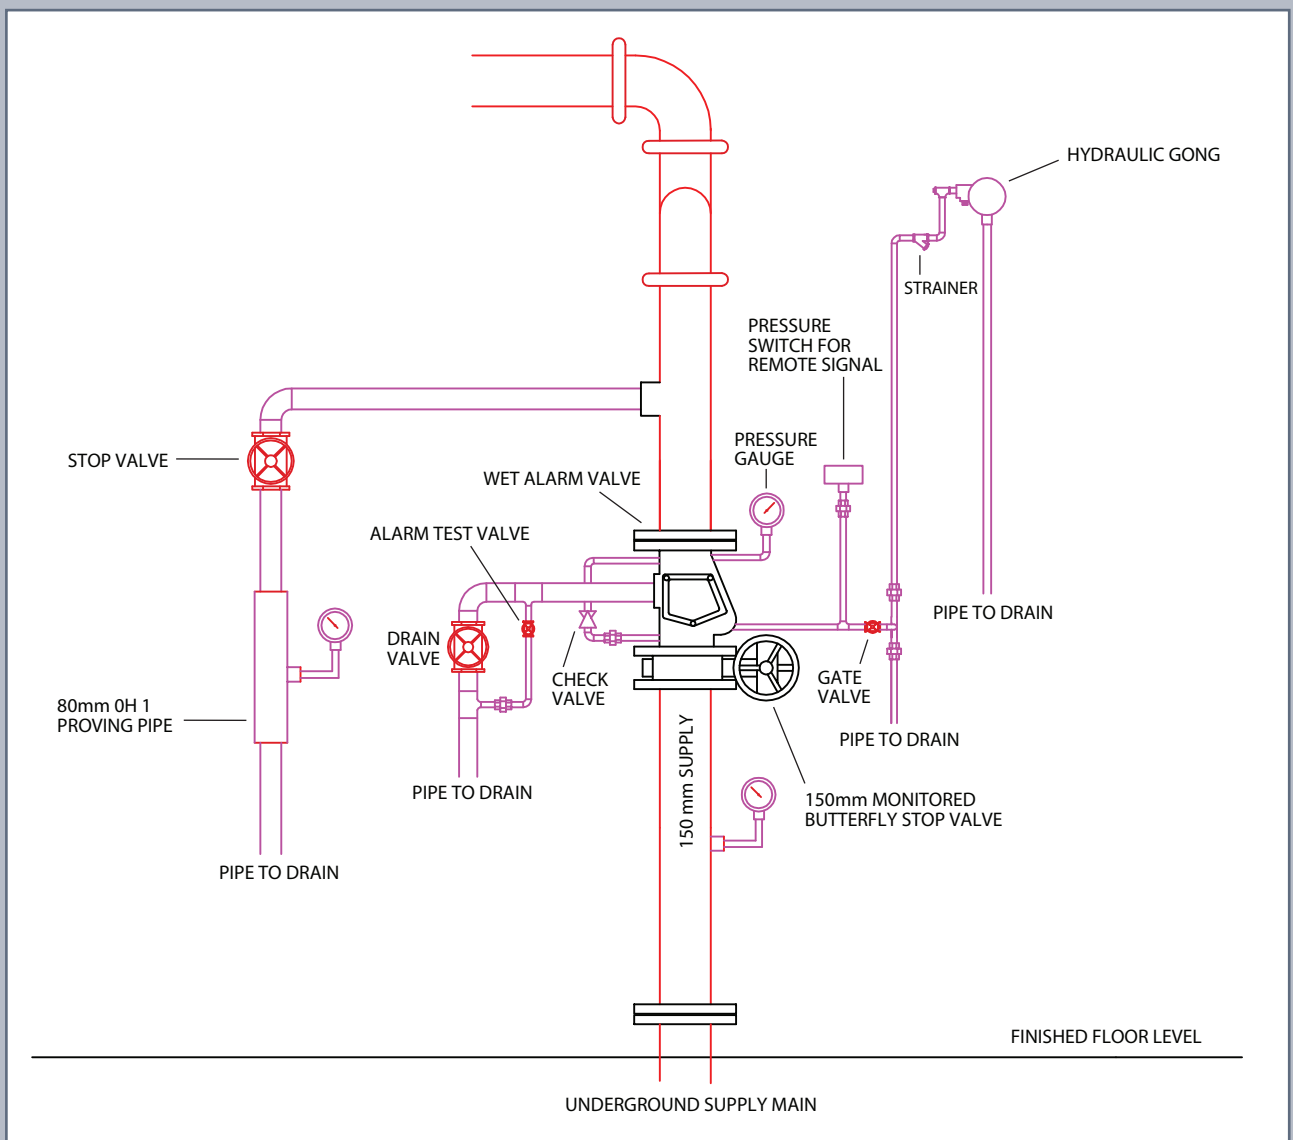 HYDRAULIC GONG
STRAINER
PRESSURE
SWITCH FOR
REMOTE SIGNAL
PRESSURE
GAUGE
STOP VALVE
WET ALARM VALVE
ALARM TEST VALVE
PIPE TO DRAIN
DRAIN
VALVE
CHECK
VALVE
GATE
VALVE
80mm 0H 1
PROVING PIPE
150 mm SUPPLY
PIPE TO DRAIN
PIPE TO DRAIN
150mm MONITORED
BUTTERFLY STOP VALVE
PIPE TO DRAIN
FINISHED FLOOR LEVEL
UNDERGROUND SUPPLY MAIN